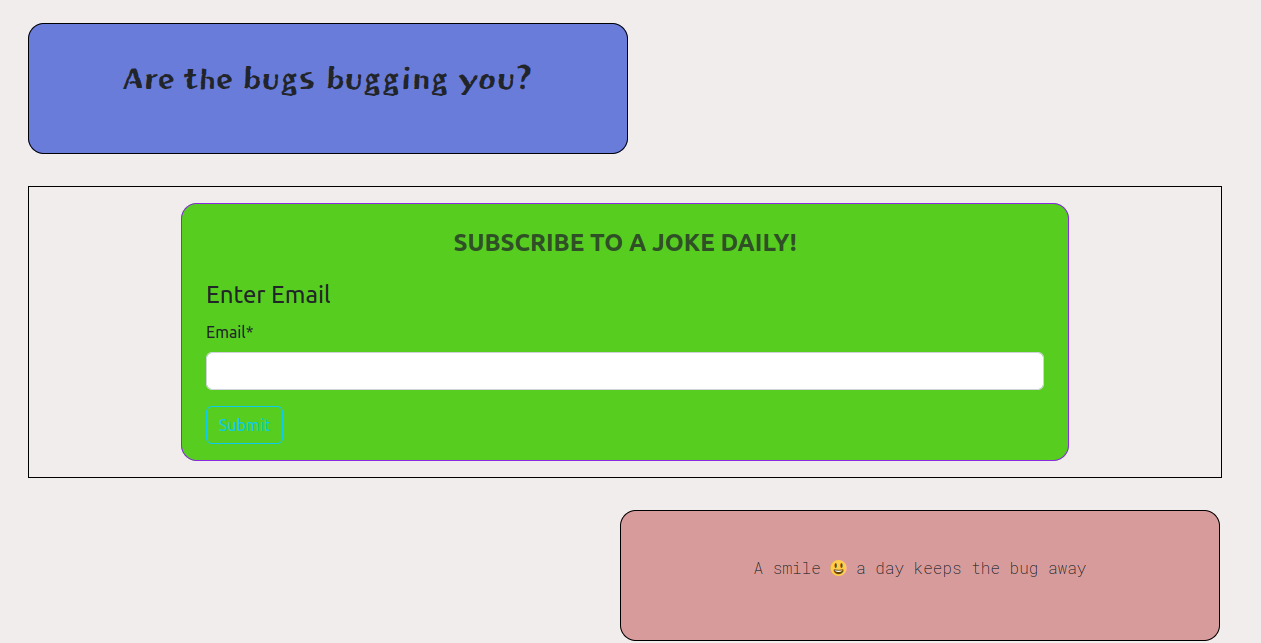 Are the bugs bugging you?
SUBSCRIBE TO A JOKE DAILY!
Enter Email
Email*
Submit
A smile 😃 a day keeps the bug away